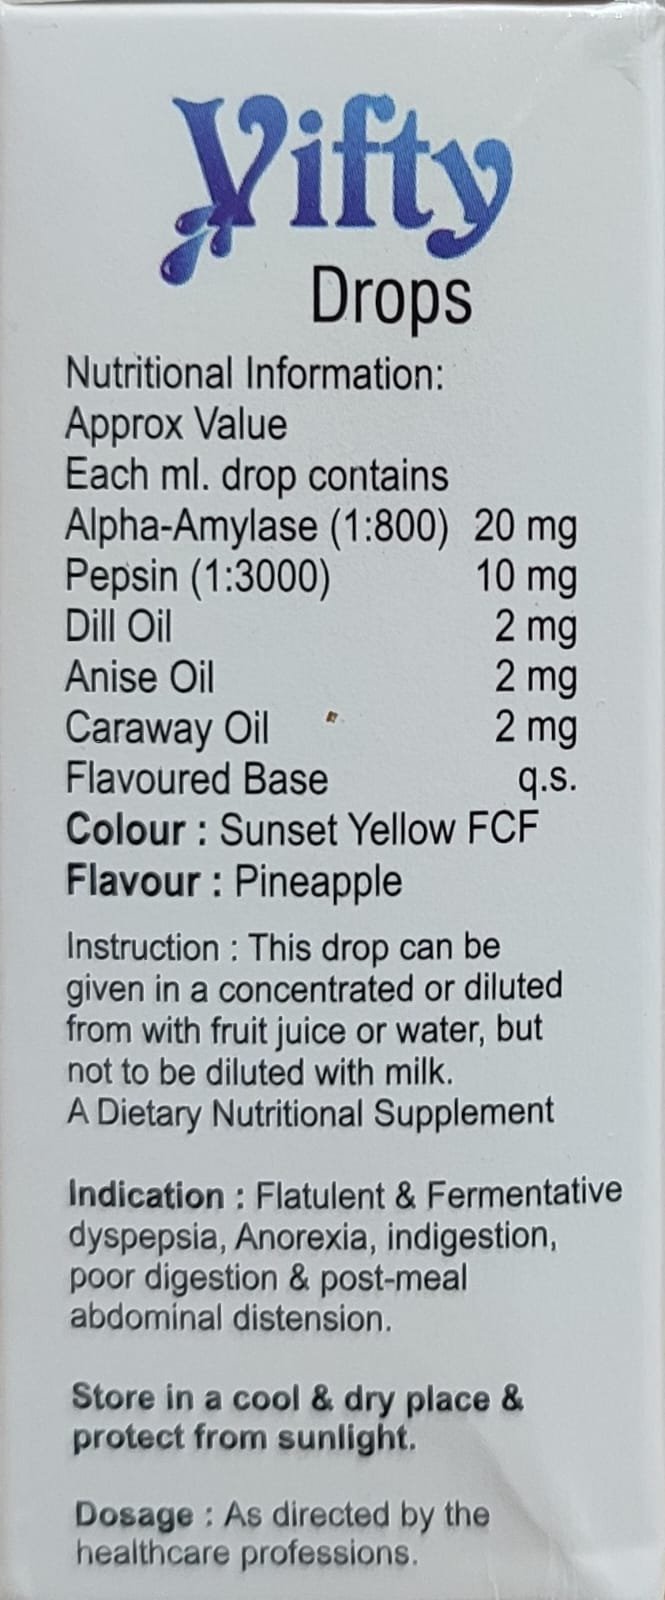 Vifty
Drops
Nutritional Information:
Approx Value
Each ml. drop contains
Alpha-Amylase (1:800) 20 mg
Pepsin (1:3000) 10 mg
Dill Oil 2 mg
Anise Oil 2 mg
Caraway Oil 2 mg
Flavoured Base q.s.
Colour : Sunset Yellow FCF
Flavour : Pineapple
Instruction : This drop can be
given in a concentrated or diluted
from with fruit juice or water, but
not to be diluted with milk.
A Dietary Nutritional Supplement
Indication : Flatulent & Fermentative
dyspepsia, Anorexia, indigestion,
poor digestion & post-meal
abdominal distension.
Store in a cool & dry place &
protect from sunlight.
Dosage : As directed by the
healthcare professions.